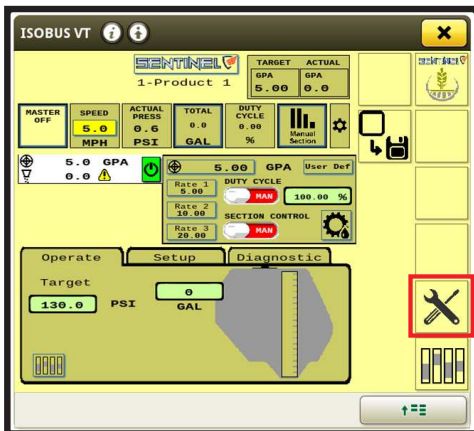 ISOBUS VT
SENTINEL
1-Product 1
TARGET ACTUAL
GPA GPA
5.00 0.0
MASTER OFF
SPEED
5.0
MPH
ACTUAL PRESS
0.6
PSI
TOTAL
0.0
GAL
DUTY CYCLE
0.00
%
Manual Section
5.0 GPA
0.0
5.00 GPA User Def
Rate 1
5.00
DUTY CYCLE
MAN
100.00 %
Rate 2
10.00
SECTION CONTROL
Rate 3
20.00
MAN
Operate Setup Diagnostic
Target
130.0 PSI
0
GAL